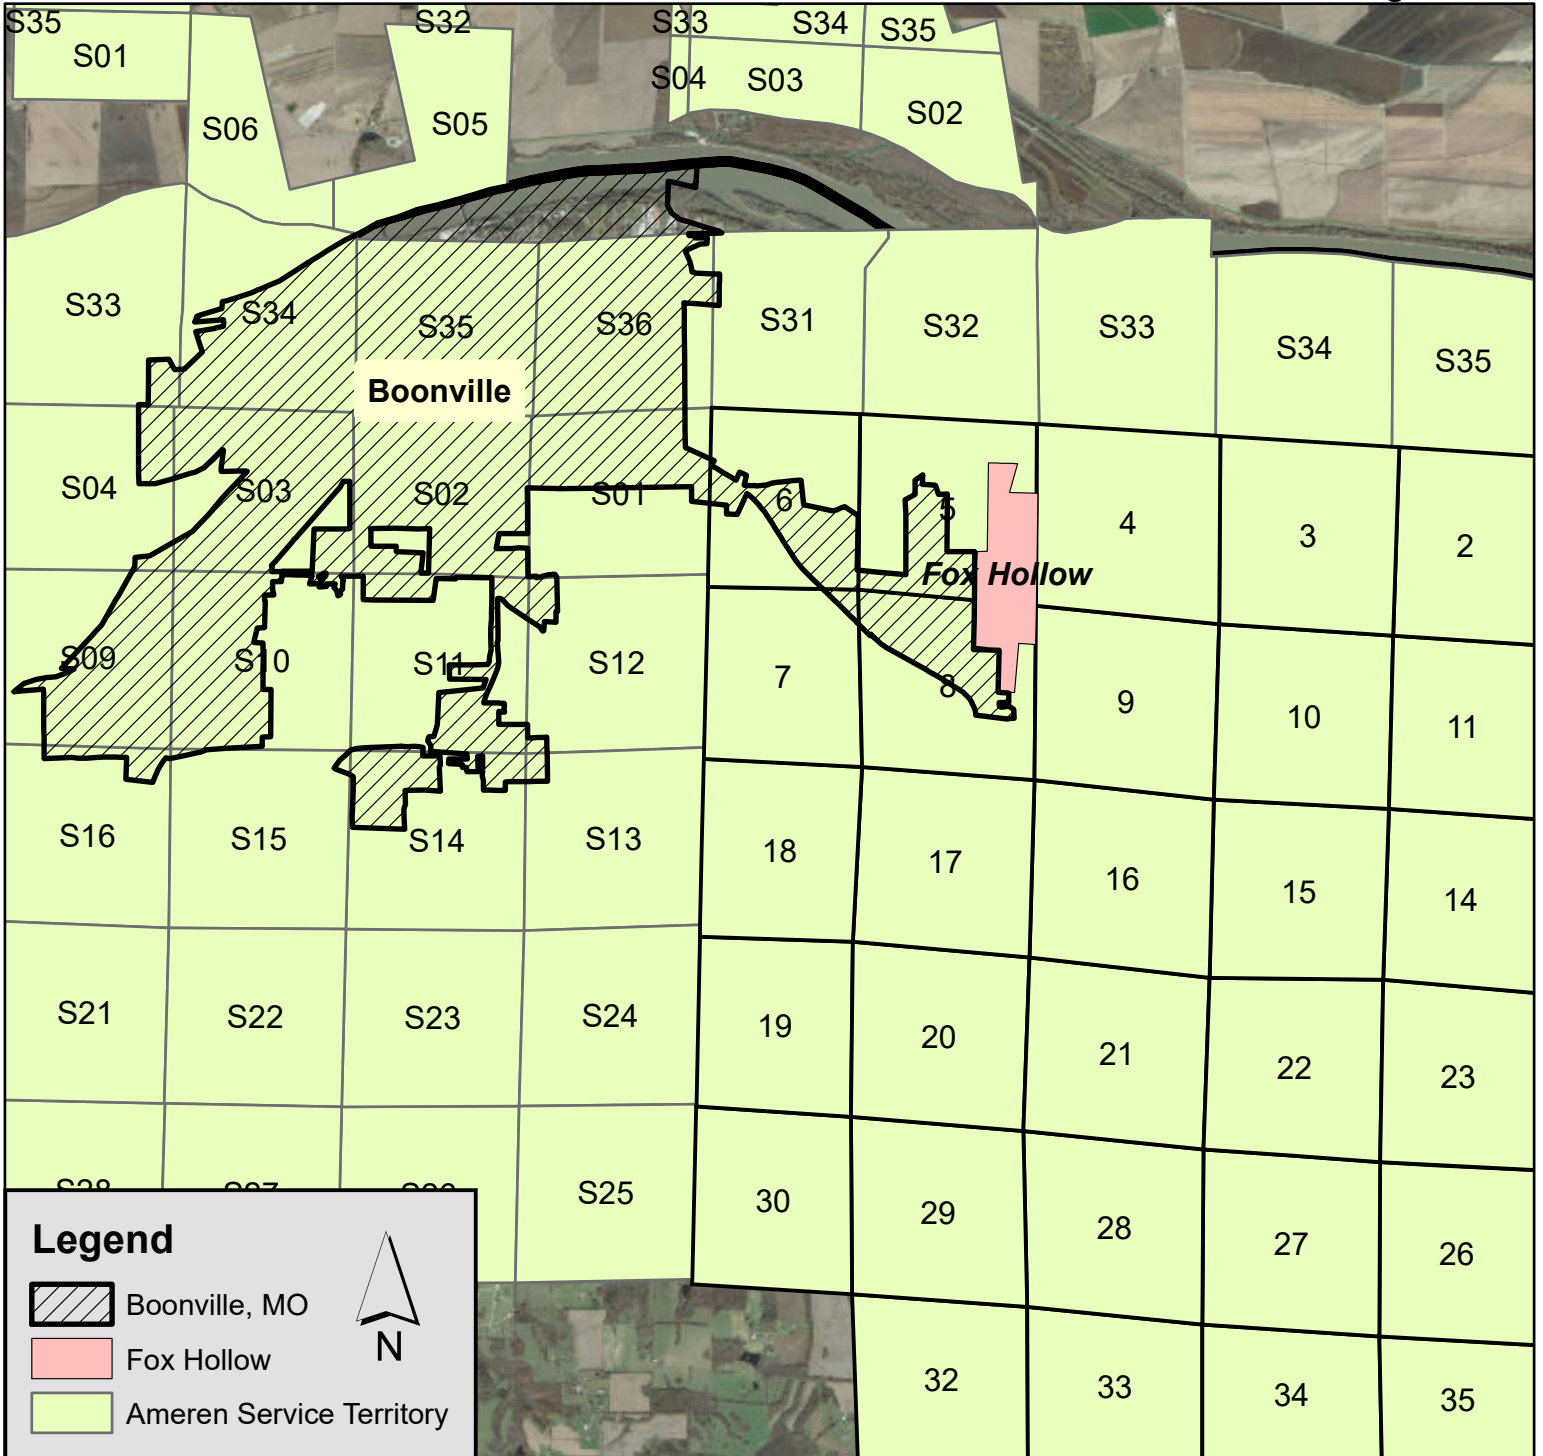 S35
S32
S33
S34
S35
S01
S04
S03
S02
S06
S05
S33
S34
S35
S36
S31
S32
S33
S34
S35
Boonville
S04
S03
S02
S01
6
5
4
3
2
Fox Hollow
S09
S10
S11
S12
7
8
9
10
11
S16
S15
S14
S13
18
17
16
15
14
S21
S22
S23
S24
19
20
21
22
23
S25
30
29
28
27
26
32
33
34
35
Legend
Boonville, MO
Fox Hollow
Ameren Service Territory
N